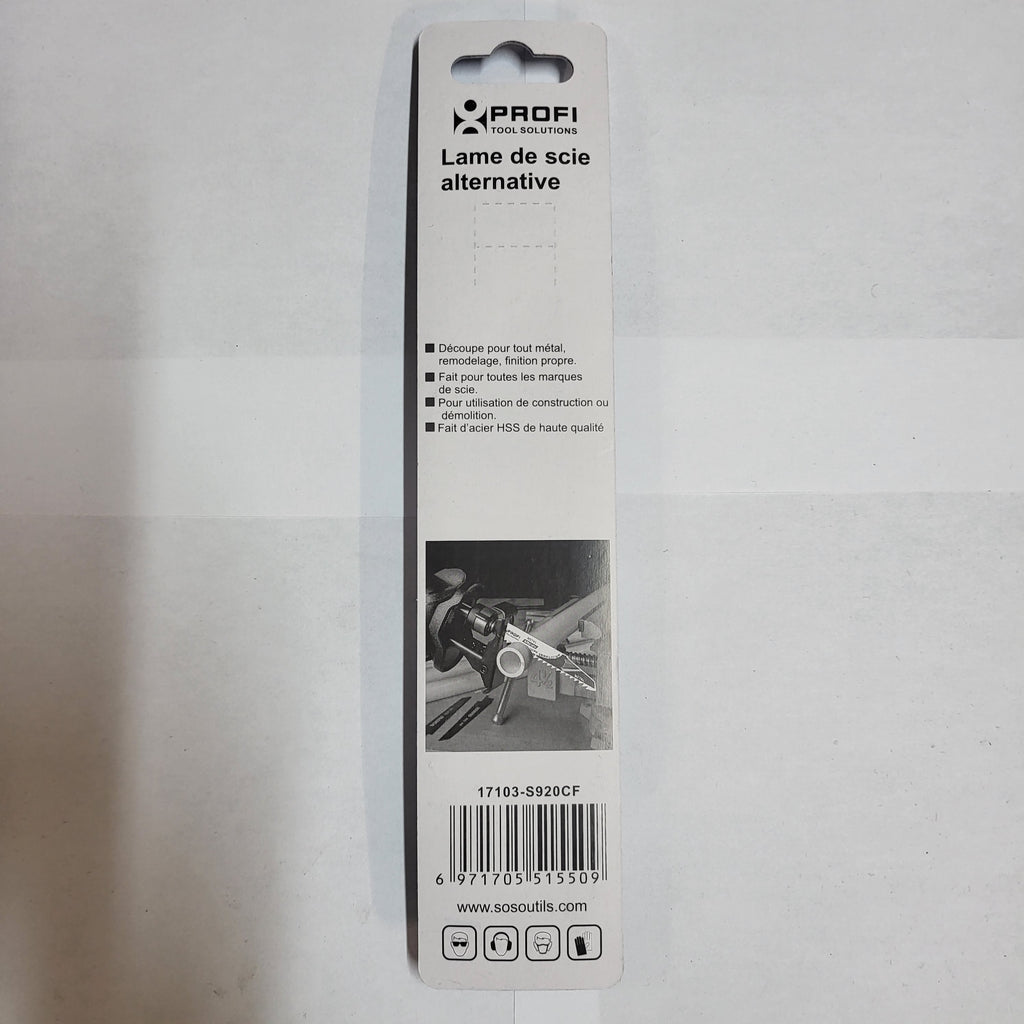 PROFI
TOOL SOLUTIONS
Lame de scie
alternative
Découpe pour tout métal,
remodelage, finition propre.
Fait pour toutes les marques
de scie.
Pour utilisation de construction ou
démolition.
Fait d'acier HSS de haute qualité
PROFI
17103-S920CF
6 971705 515509
www.sosoutils.com